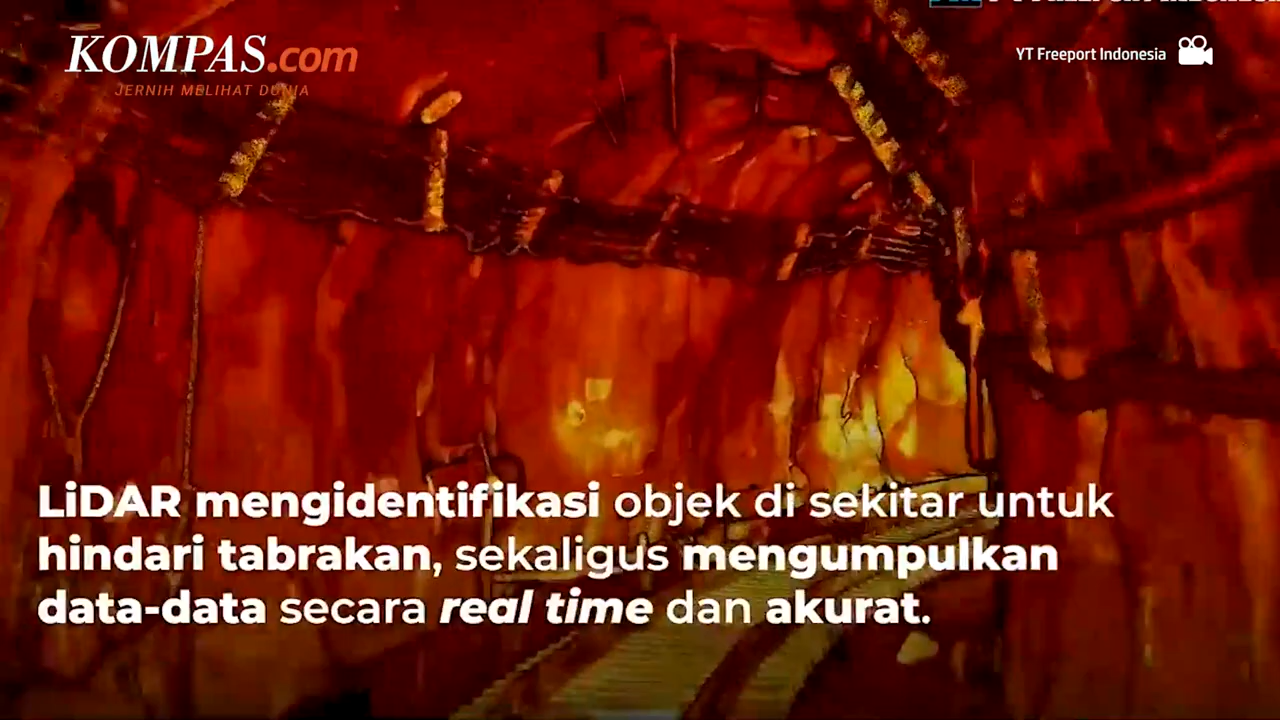 KOMPAS.com
JERNIH MELIHAT DUNIA
YT Freeport Indonesia
LiDAR mengidentifikasi objek di sekitar untuk
hindari tabrakan, sekaligus mengumpulkan
data-data secara real time dan akurat.